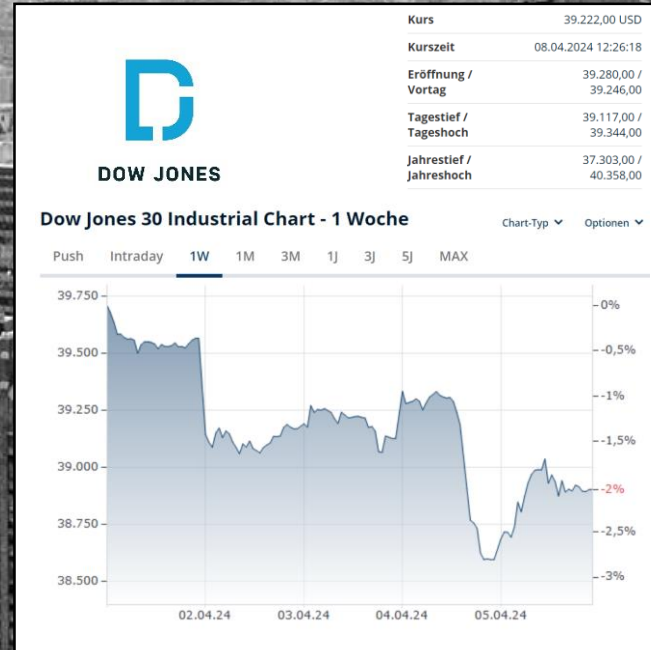 Kurs 39.222,00 USD
Kurszeit 08.04.2024 12:26:18
Eröffnung / 39.280,00 /
Vortag 39.246,00
Tagestief / 39.117,00 /
Tageshoch 39.344,00
Jahrestief / 37.303,00 /
Jahreshoch 40.358,00
DOW JONES
Dow Jones 30 Industrial Chart - 1 Woche
Chart-Typ Optionen
Push Intraday 1W 1M 3M 1J 3J 5J MAX
39.750
0%
39.500
-0,5%
39.250
-1%
-1,5%
39.000
-2%
38.750
-2,5%
38.500
-3%
02.04.24 03.04.24 04.04.24 05.04.24